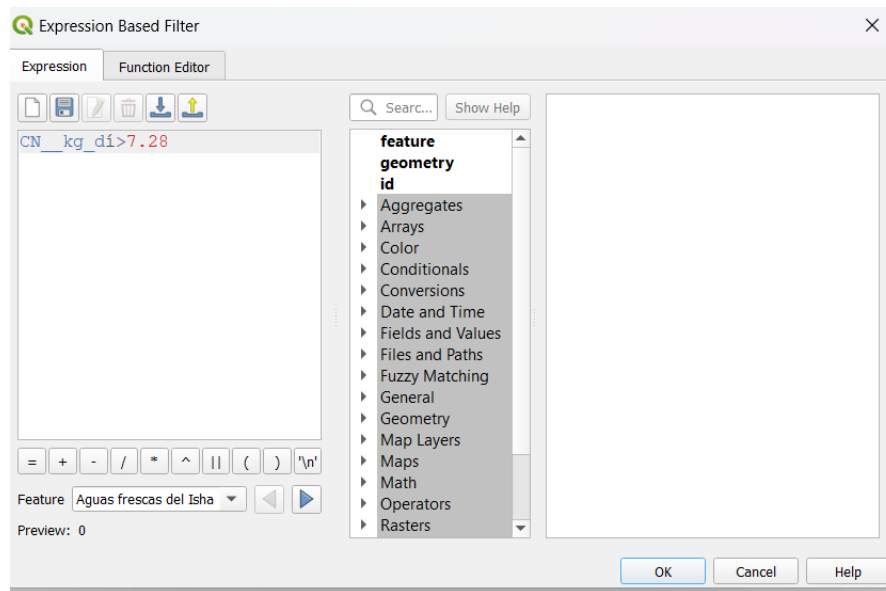 Expression Based Filter
Expression
Function Editor
Searc...
Show Help
CN__kg_dí>7.28
feature
geometry
id
Aggregates
Arrays
Color
Conditionals
Conversions
Date and Time
Fields and Values
Files and Paths
Fuzzy Matching
General
Geometry
Map Layers
Maps
Math
Operators
Rasters
= + - / * ^ || ( ) '\n'
Feature Aguas frescas del Isha
Preview: 0
OK Cancel Help